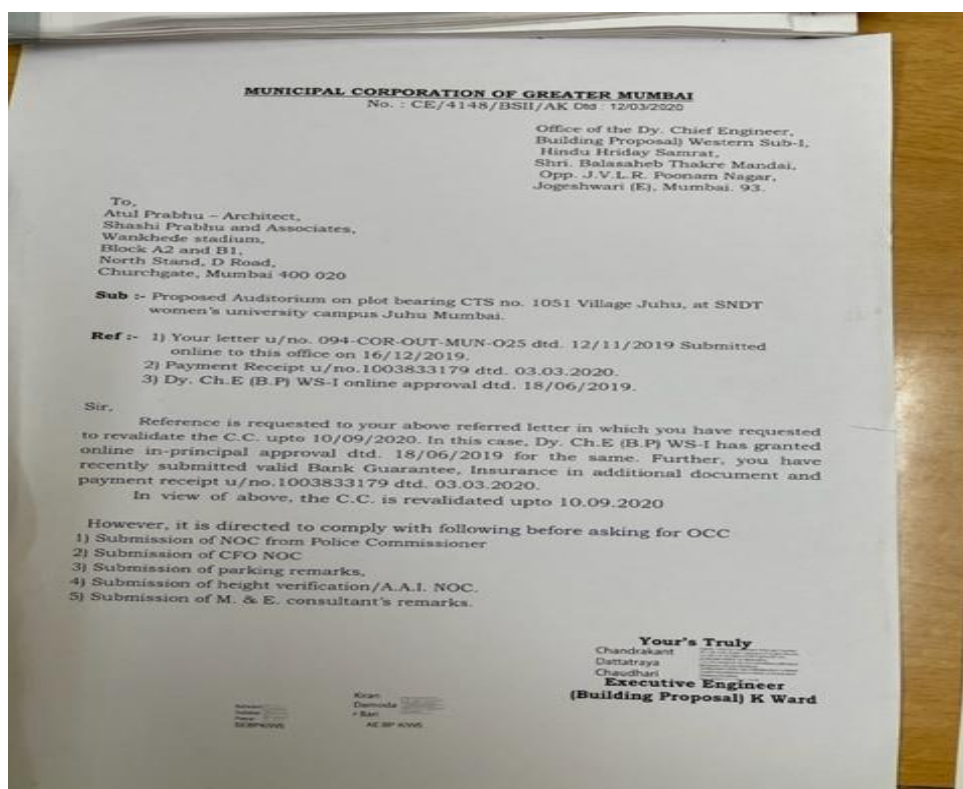 MUNICIPAL CORPORATION OF GREATER MUMBAI
No. : CE/4148/BSII/AK Dtd : 12/03/2020
Office of the Dy. Chief Engineer,
Building Proposal) Western Sub-1,
Hindu Hriday Samrat,
Shri. Balasaheb Thakre Mandai,
Opp. J.V.L.R. Poonam Nagar,
Jogeshwari (E), Mumbai. 93.
To,
Atul Prabhu – Architect,
Shashi Prabhu and Associates,
Wankhede stadium,
Block A2 and B1,
North Stand, D Road,
Churchgate, Mumbai 400 020
Sub :- Proposed Auditorium on plot bearing CTS no. 1051 Village Juhu, at SNDT
women's university campus Juhu Mumbai.
Ref :- 1) Your letter u/no. 094-COR-OUT-MUN-O25 dtd. 12/11/2019 Submitted
online to this office on 16/12/2019.
2) Payment Receipt u/no.1003833179 dtd. 03.03.2020.
3) Dy. Ch.E (B.P) WS-I online approval dtd. 18/06/2019.
Sir,
Reference is requested to your above referred letter in which you have requested
to revalidate the C.C. upto 10/09/2020. In this case, Dy. Ch.E (B.P) WS-I has granted
online in-principal approval dtd. 18/06/2019 for the same. Further, you have
recently submitted valid Bank Guarantee, Insurance in additional document and
payment receipt u/no.1003833179 dtd. 03.03.2020.
In view of above, the C.C. is revalidated upto 10.09.2020
However, it is directed to comply with following before asking for OCC
1) Submission of NOC from Police Commissioner
2) Submission of CFO NOC
3) Submission of parking remarks,
4) Submission of height verification/A.A.I. NOC.
5) Submission of M. & E. consultant's remarks.
Your's Truly
Chandrakant
Dattatraya
Chaudhari
Executive Engineer
(Building Proposal) K Ward
Kiran
Bari
AE BP K/WS